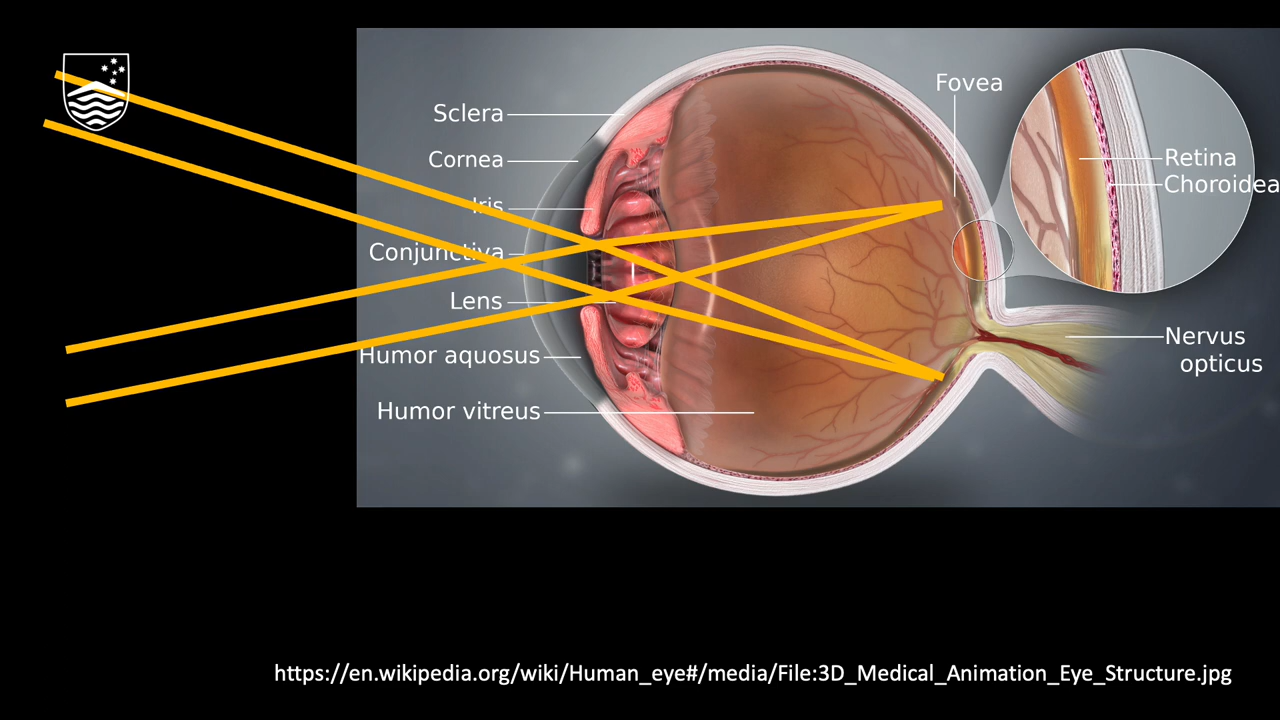 Sclera
Cornea
Iris
Conjunctiva
Lens
Humor aquosus
Humor vitreus
Fovea
Retina
Choroidea
Nervus
opticus
https://en.wikipedia.org/wiki/Human_eye#/media/File:3D_Medical_Animation_Eye_Structure.jpg